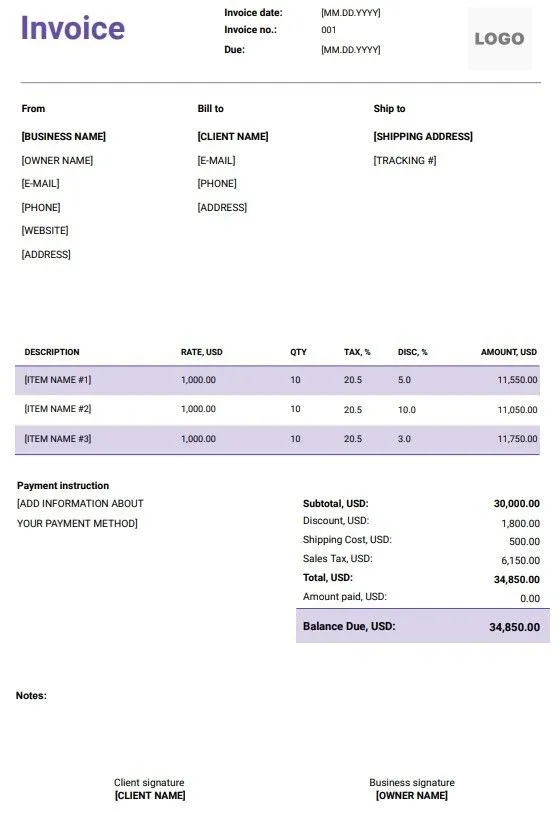 Invoice
Invoice date: [MM.DD.YYYY]
Invoice no.: 001
Due: [MM.DD.YYYY]
LOGO
From Bill to Ship to
[BUSINESS NAME] [CLIENT NAME] [SHIPPING ADDRESS]
[OWNER NAME] [E-MAIL] [TRACKING #]
[E-MAIL] [PHONE]
[PHONE] [ADDRESS]
[WEBSITE]
[ADDRESS]
DESCRIPTION RATE, USD QTY TAX, % DISC, % AMOUNT, USD
[ITEM NAME #1] 1,000.00 10 20.5 5.0 11,550.00
[ITEM NAME #2] 1,000.00 10 20.5 10.0 11,050.00
[ITEM NAME #3] 1,000.00 10 20.5 3.0 11,750.00
Payment instruction
[ADD INFORMATION ABOUT
YOUR PAYMENT METHOD]
Subtotal, USD: 30,000.00
Discount, USD: 1,800.00
Shipping Cost, USD: 500.00
Sales Tax, USD: 6,150.00
Total, USD: 34,850.00
Amount paid, USD: 0.00
Balance Due, USD: 34,850.00
Notes:
Client signature Business signature
[CLIENT NAME] [OWNER NAME]